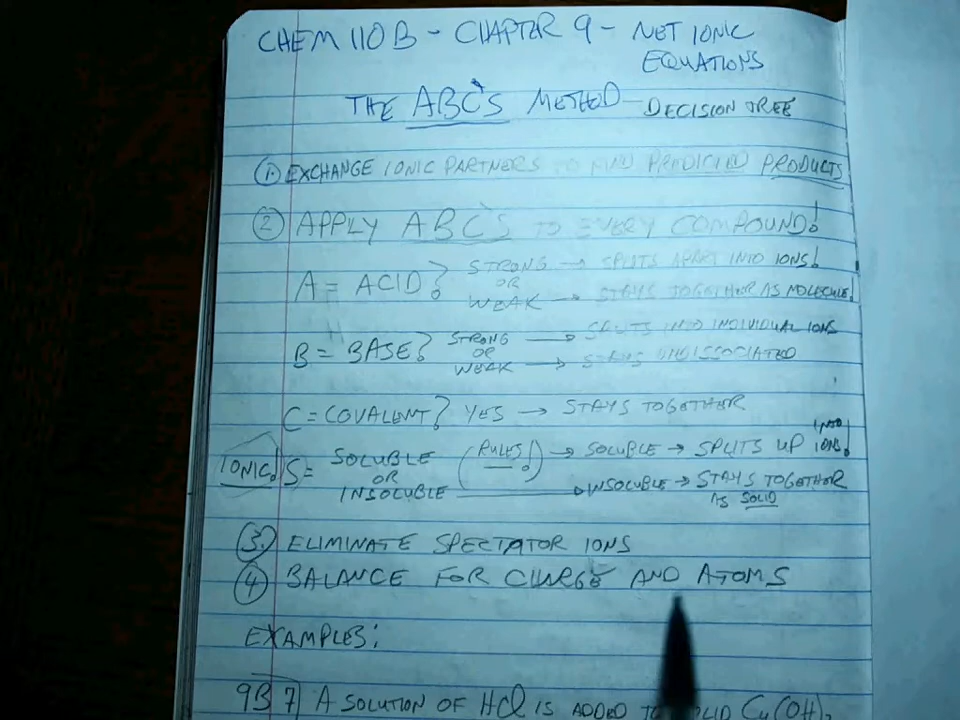 CHEM 110B - CHAPTER 9 - NET IONIC
EQUATIONS
THE ABC'S METHOD DECISION TREE
1. EXCHANGE IONIC PARTNERS TO FIND PREDICTED PRODUCTS
2 APPLY ABC'S TO EVERY COMPOUND!
A = ACID? STRONG → SPLITS APART INTO IONS!
OR
WEAK → STAYS TOGETHER AS MOLECULE!
B = BASE? STRONG → SPLITS INTO INDIVIDUAL IONS
OR
WEAK → STAYS UNDISSOCIATED
C = COVALENT? YES → STAYS TOGETHER
IONIC! S = SOLUBLE (RULES!) → SOLUBLE → SPLITS UP INTO IONS!
OR
INSOLUBLE → INSOLUBLE → STAYS TOGETHER
AS SOLID
3. ELIMINATE SPECTATOR IONS
4 BALANCE FOR CHARGE AND ATOMS
EXAMPLES:
9B7 A SOLUTION OF HCl IS ADDED TO SOLID Cu(OH)2